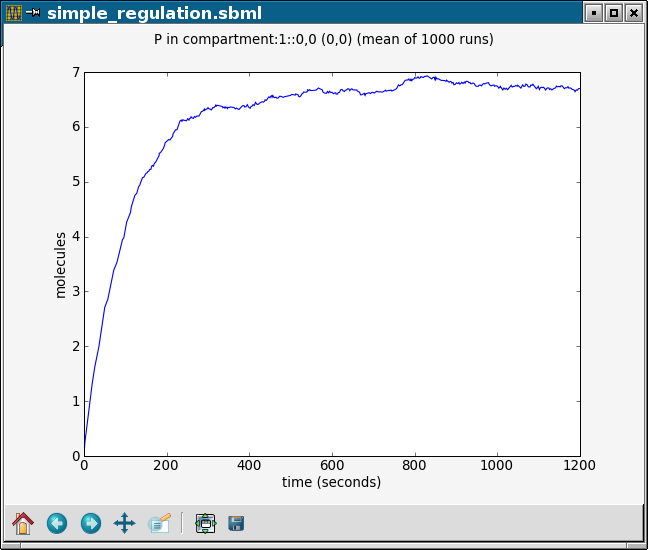 simple_regulation.sbml
P in compartment:1::0,0 (0,0) (mean of 1000 runs)
7
6
5
4
3
2
1
0
molecules
0 200 400 600 800 1000 1200
time (seconds)